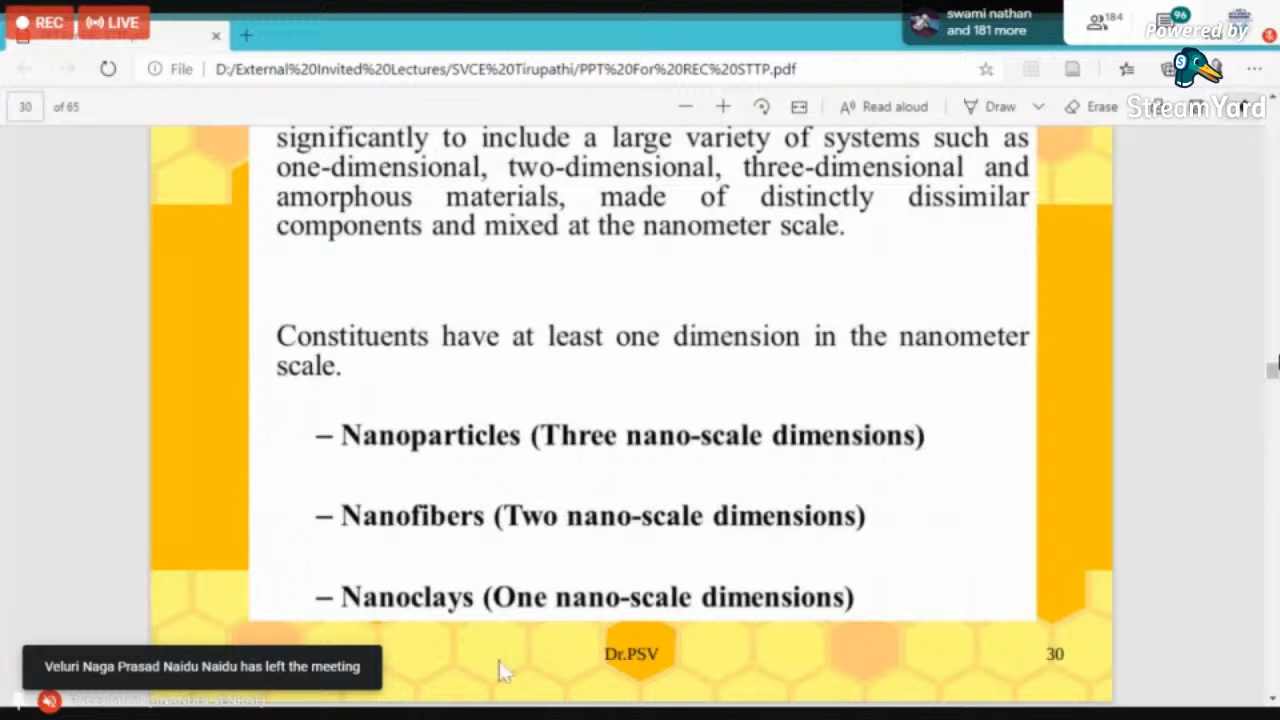 REC
LIVE
swami nathan
and 181 more
184
96
Powered by
File
D:/External%20Invited%20Lectures/SVCE%20Tirupathi/PPT%20For%20REC%20STTP.pdf
StreamYard
30 of 65
Read aloud
Draw
Erase
significantly to include a large variety of systems such as
one-dimensional, two-dimensional, three-dimensional and
amorphous materials, made of distinctly dissimilar
components and mixed at the nanometer scale.
Constituents have at least one dimension in the nanometer
scale.
– Nanoparticles (Three nano-scale dimensions)
– Nanofibers (Two nano-scale dimensions)
– Nanoclays (One nano-scale dimensions)
Dr.PSV
30
Veluri Naga Prasad Naidu Naidu has left the meeting